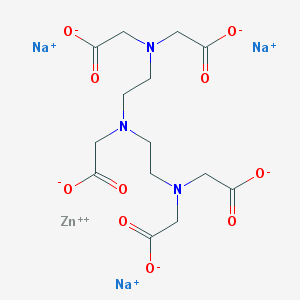 O⁻ O⁻
Na⁺ N Na⁺
O O
N
O⁻ O N O⁻
Zn⁺⁺ O O
O⁻
Na⁺